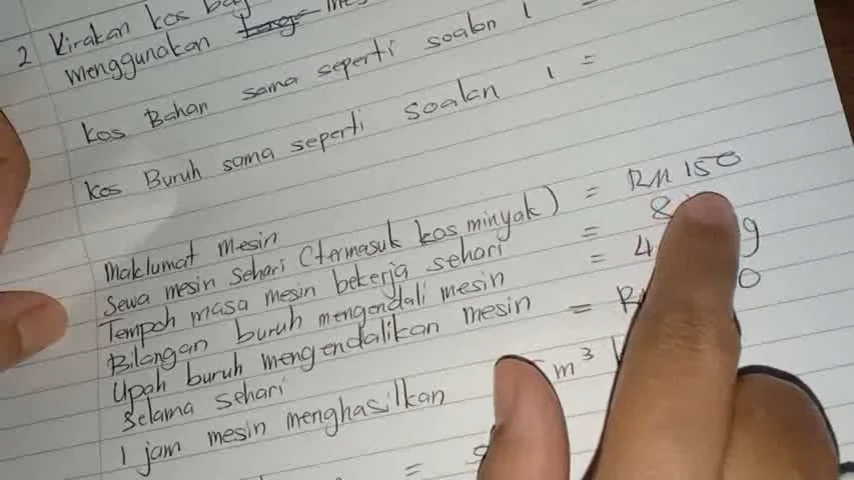 2 Kirakan kos
menggunakan
kos Bahan sama seperti soalan 1 =
kos Buruh sama seperti soalan 1 =
Maklumat mesin
Sewa mesin sehari (termasuk kos minyak) = RM 150
Tempoh masa mesin bekerja sehari = 8
Bilangan buruh mengendali mesin = 4
Upah buruh mengendalikan mesin =
selama sehari
1 jam mesin menghasilkan m³
=